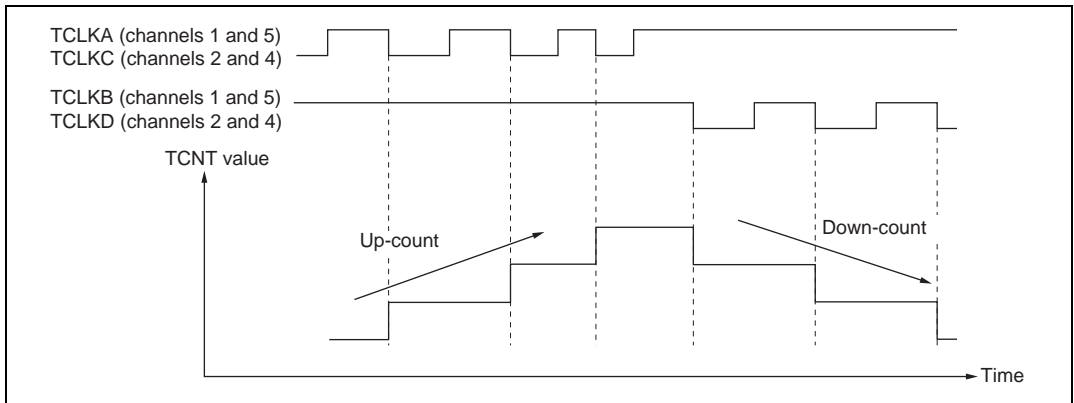 TCLKA (channels 1 and 5)
TCLKC (channels 2 and 4)
TCLKB (channels 1 and 5)
TCLKD (channels 2 and 4)
TCNT value
Up-count
Down-count
Time